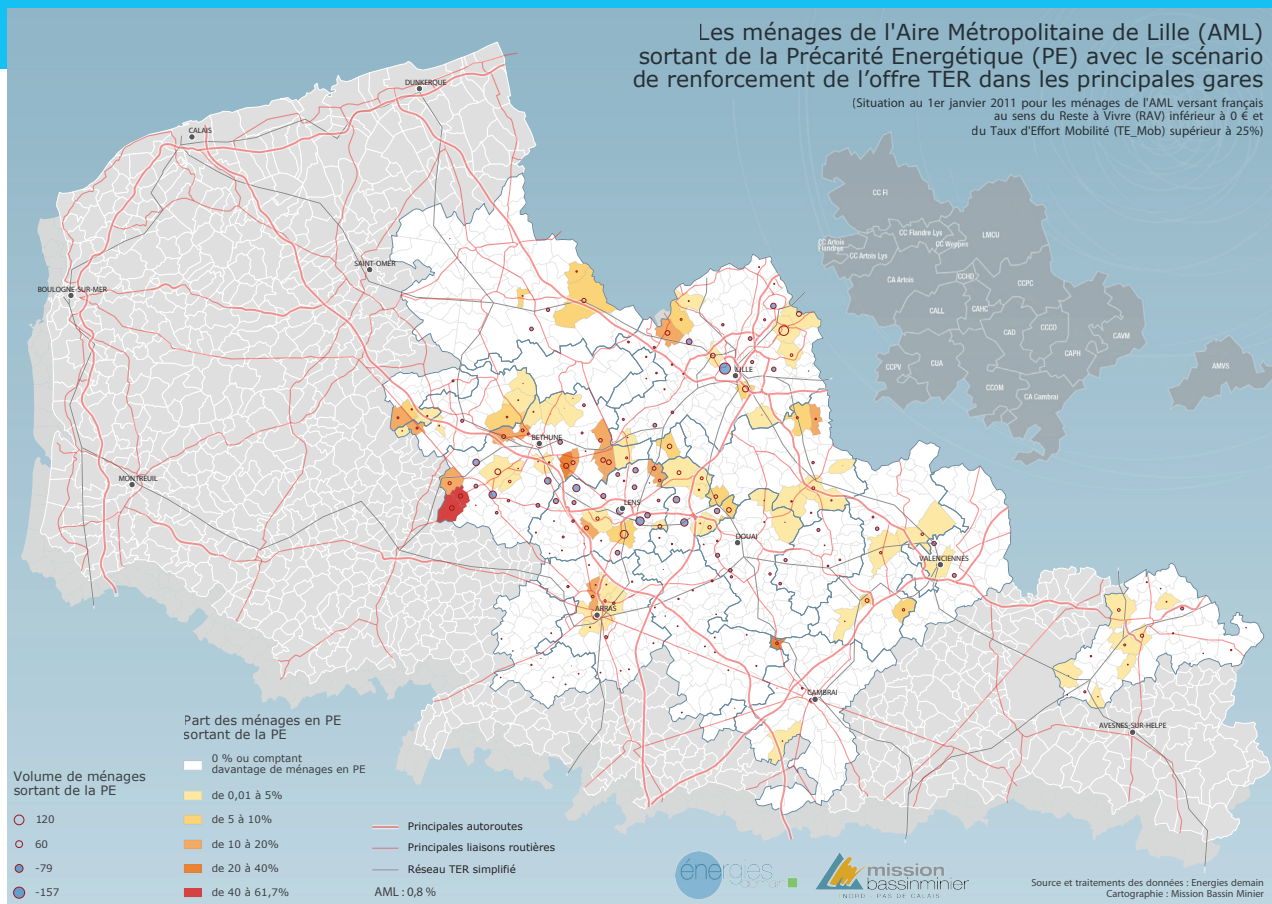 Les ménages de l'Aire Métropolitaine de Lille (AML)
sortant de la Précarité Energétique (PE) avec le scénario
de renforcement de l'offre TER dans les principales gares
(Situation au 1er janvier 2011 pour les ménages de l'AML versant français
au sens du Reste à Vivre (RAV) inférieur à 0 € et
du Taux d'Effort Mobilité (TE_Mob) supérieur à 25%)
DUNKERQUE
CALAIS
SAINT-OMER
BOULOGNE-SUR-MER
MONTREUIL
LILLE
BETHUNE
LENS
DOUAI
VALENCIENNES
ARRAS
CAMBRAI
AVESNES-SUR-HELPE
CC FI
CC Flandre Lys
LMCU
CC Artois
Flandres
CC Weppes
CC Artois Lys
CA Artois
CCHD
CCPC
CALL
CAHC
CAD
CCCO
CAVM
CAPH
CCPV
CUA
CCOM
CA Cambrai
AMVS
Part des ménages en PE
sortant de la PE
0 % ou comptant
davantage de ménages en PE
de 0,01 à 5%
de 5 à 10%
de 10 à 20%
de 20 à 40%
de 40 à 61,7%
Volume de ménages
sortant de la PE
120
60
-79
-157
Principales autoroutes
Principales liaisons routières
Réseau TER simplifié
AML : 0,8 %
énergies
demain
mission
bassinminier
NORD - PAS DE CALAIS
Source et traitements des données : Energies demain
Cartographie : Mission Bassin Minier